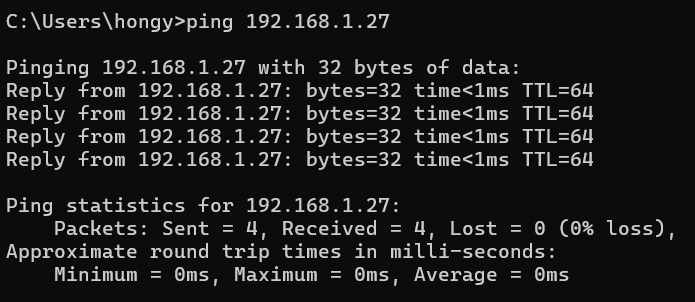 C:\Users\hongy>ping 192.168.1.27
Pinging 192.168.1.27 with 32 bytes of data:
Reply from 192.168.1.27: bytes=32 time<1ms TTL=64
Reply from 192.168.1.27: bytes=32 time<1ms TTL=64
Reply from 192.168.1.27: bytes=32 time<1ms TTL=64
Reply from 192.168.1.27: bytes=32 time<1ms TTL=64
Ping statistics for 192.168.1.27:
    Packets: Sent = 4, Received = 4, Lost = 0 (0% loss),
Approximate round trip times in milli-seconds:
    Minimum = 0ms, Maximum = 0ms, Average = 0ms